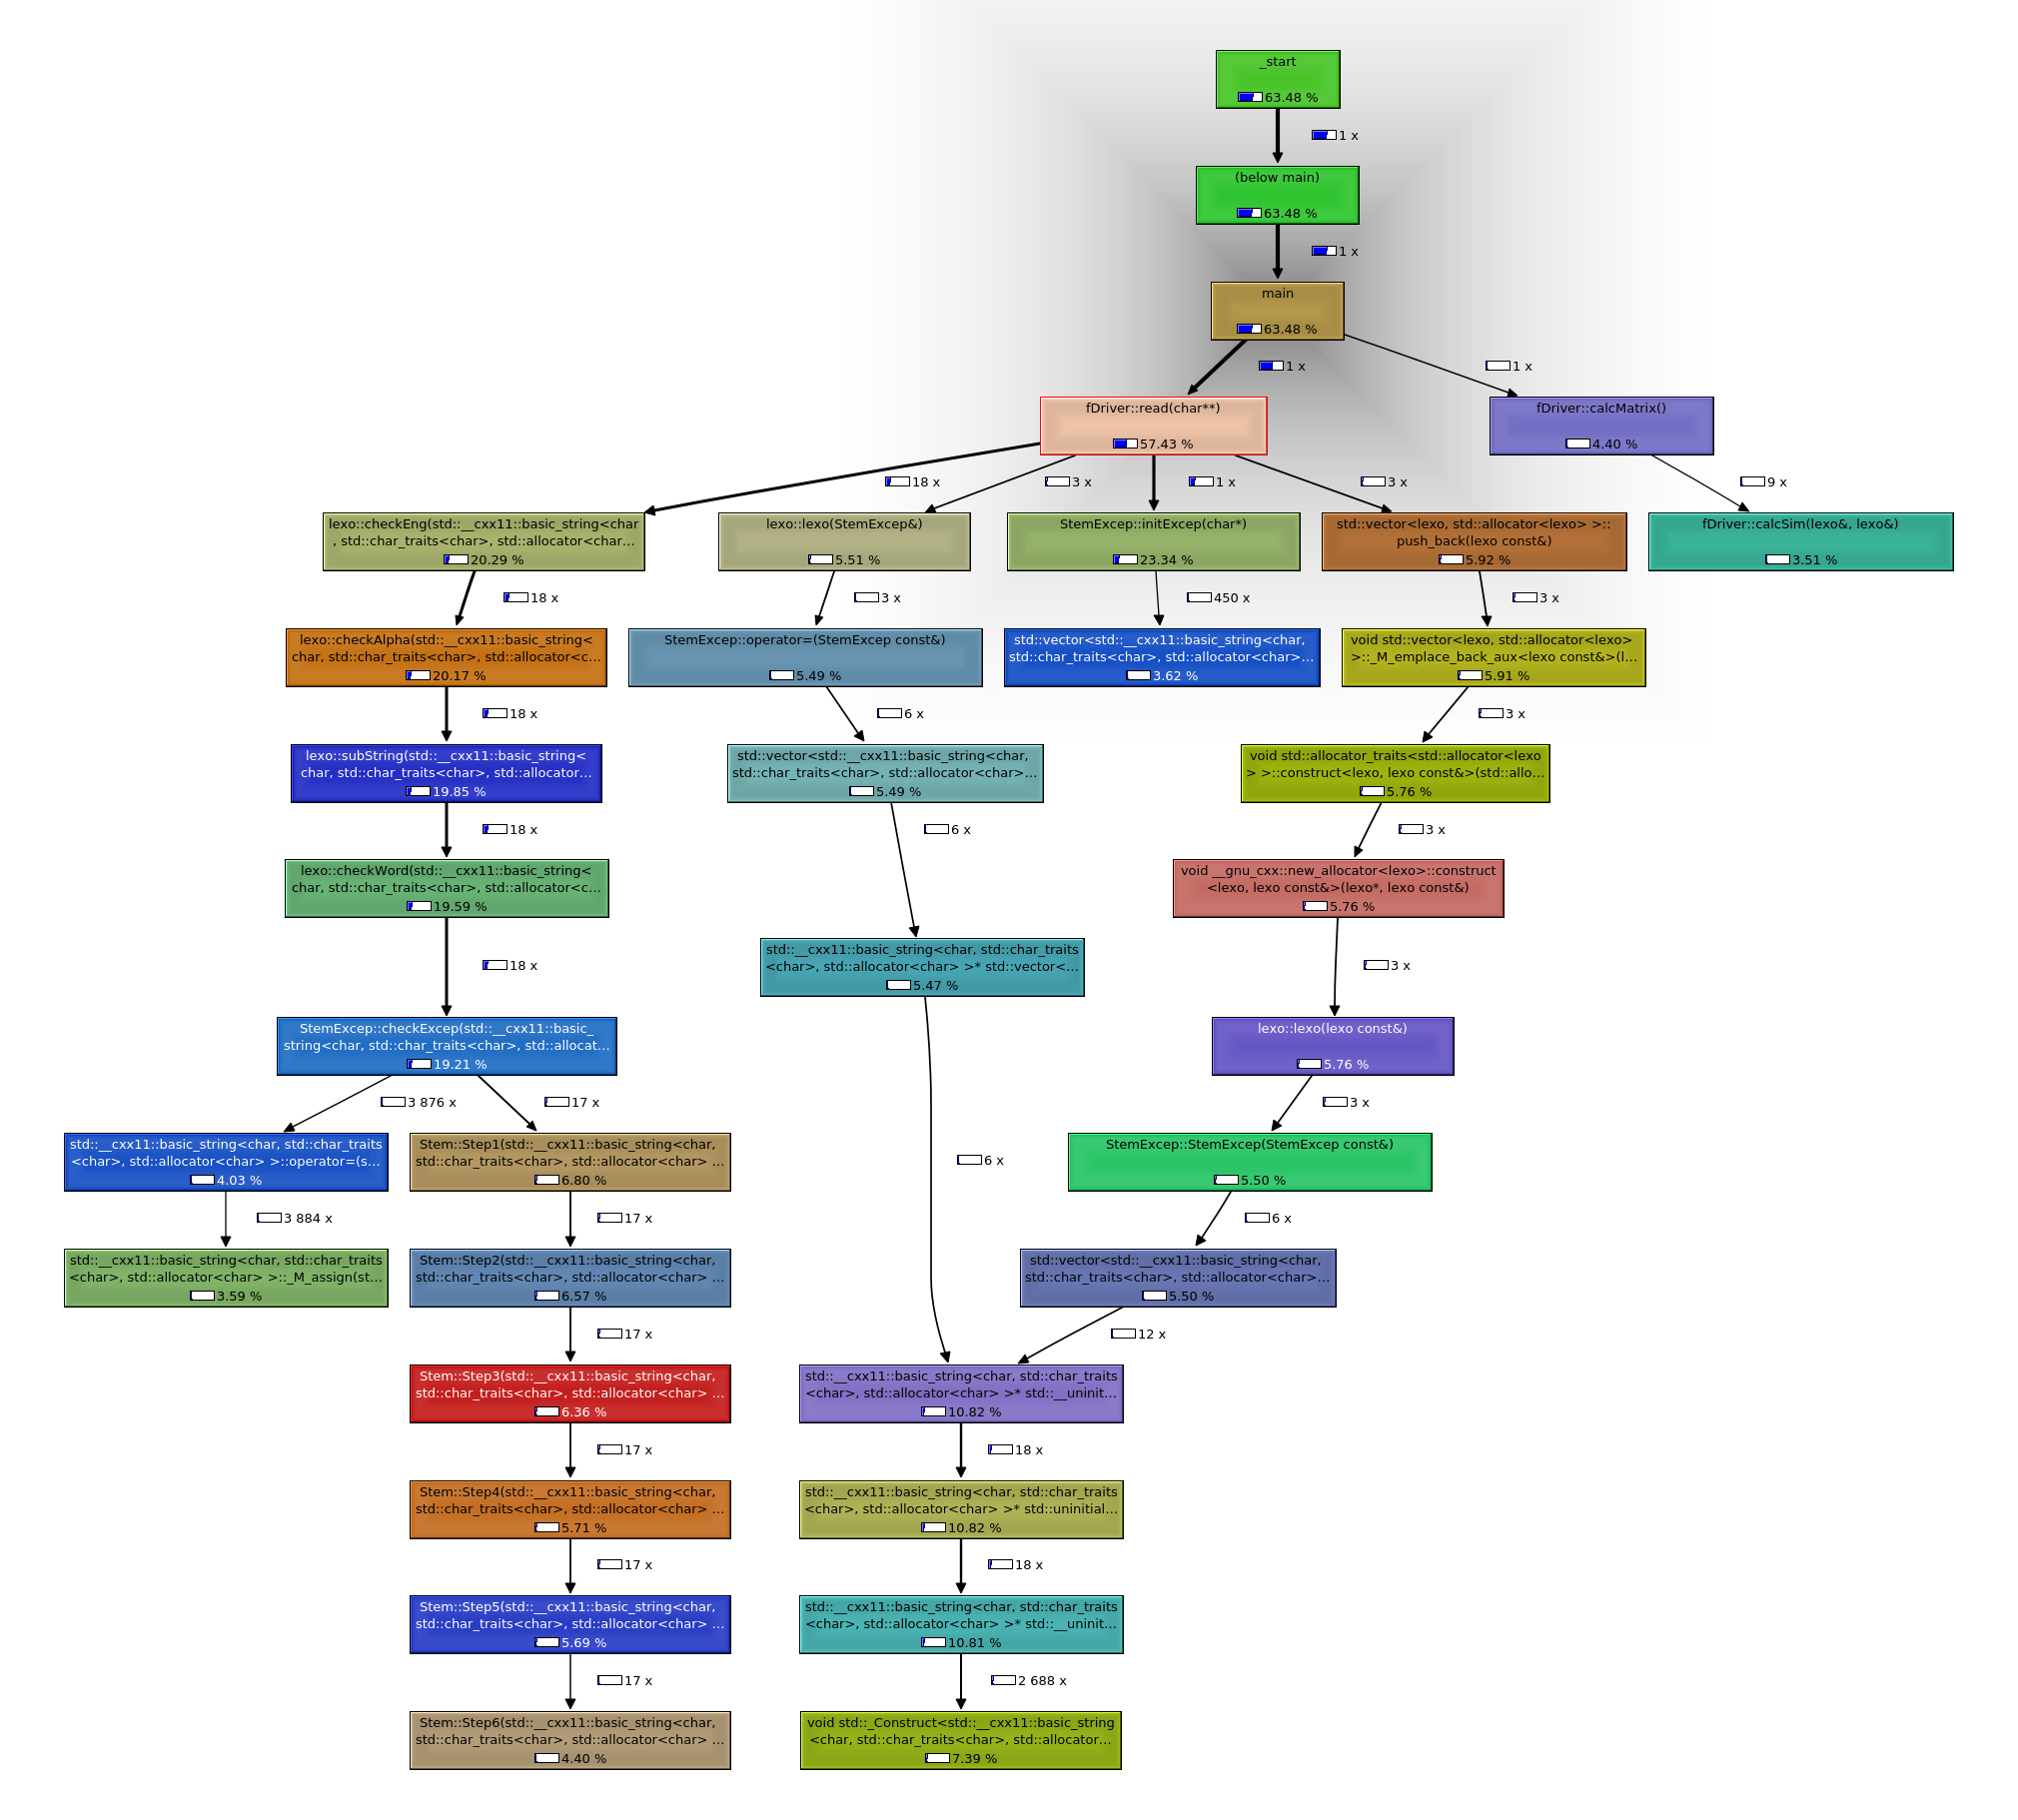 _start
63.48 %
1 x
(below main)
63.48 %
1 x
main
63.48 %
1 x
1 x
fDriver::read(char**)
57.43 %
fDriver::calcMatrix()
4.40 %
18 x
3 x
1 x
3 x
9 x
lexo::checkEng(std::__cxx11::basic_string<char
, std::char_traits<char>, std::allocator<char...
20.29 %
lexo::lexo(StemExcep&)
5.51 %
StemExcep::initExcep(char*)
23.34 %
std::vector<lexo, std::allocator<lexo> >::
push_back(lexo const&)
5.92 %
fDriver::calcSim(lexo&, lexo&)
3.51 %
18 x
3 x
450 x
3 x
lexo::checkAlpha(std::__cxx11::basic_string<
char, std::char_traits<char>, std::allocator<c...
20.17 %
StemExcep::operator=(StemExcep const&)
5.49 %
std::vector<std::__cxx11::basic_string<char,
std::char_traits<char>, std::allocator<char>...
3.62 %
void std::vector<lexo, std::allocator<lexo>
>::_M_emplace_back_aux<lexo const&>(l...
5.91 %
18 x
6 x
3 x
lexo::subString(std::__cxx11::basic_string<
char, std::char_traits<char>, std::allocator...
19.85 %
std::vector<std::__cxx11::basic_string<char,
std::char_traits<char>, std::allocator<char>...
5.49 %
void std::allocator_traits<std::allocator<lexo
> >::construct<lexo, lexo const&>(std::allo...
5.76 %
18 x
6 x
3 x
lexo::checkWord(std::__cxx11::basic_string<
char, std::char_traits<char>, std::allocator<c...
19.59 %
void __gnu_cxx::new_allocator<lexo>::construct
<lexo, lexo const&>(lexo*, lexo const&)
5.76 %
18 x
std::__cxx11::basic_string<char, std::char_traits
<char>, std::allocator<char> >* std::vector<...
5.47 %
3 x
StemExcep::checkExcep(std::__cxx11::basic_
string<char, std::char_traits<char>, std::allocat...
19.21 %
lexo::lexo(lexo const&)
5.76 %
3 876 x
17 x
3 x
std::__cxx11::basic_string<char, std::char_traits
<char>, std::allocator<char> >::operator=(s...
4.03 %
Stem::Step1(std::__cxx11::basic_string<char,
std::char_traits<char>, std::allocator<char> ...
6.80 %
6 x
StemExcep::StemExcep(StemExcep const&)
5.50 %
3 884 x
17 x
6 x
std::__cxx11::basic_string<char, std::char_traits
<char>, std::allocator<char> >::_M_assign(st...
3.59 %
Stem::Step2(std::__cxx11::basic_string<char,
std::char_traits<char>, std::allocator<char> ...
6.57 %
std::vector<std::__cxx11::basic_string<char,
std::char_traits<char>, std::allocator<char>...
5.50 %
17 x
12 x
Stem::Step3(std::__cxx11::basic_string<char,
std::char_traits<char>, std::allocator<char> ...
6.36 %
std::__cxx11::basic_string<char, std::char_traits
<char>, std::allocator<char> >* std::__uninit...
10.82 %
17 x
18 x
Stem::Step4(std::__cxx11::basic_string<char,
std::char_traits<char>, std::allocator<char> ...
5.71 %
std::__cxx11::basic_string<char, std::char_traits
<char>, std::allocator<char> >* std::uninitial...
10.82 %
17 x
18 x
Stem::Step5(std::__cxx11::basic_string<char,
std::char_traits<char>, std::allocator<char> ...
5.69 %
std::__cxx11::basic_string<char, std::char_traits
<char>, std::allocator<char> >* std::__uninit...
10.81 %
17 x
2 688 x
Stem::Step6(std::__cxx11::basic_string<char,
std::char_traits<char>, std::allocator<char> ...
4.40 %
void std::_Construct<std::__cxx11::basic_string
<char, std::char_traits<char>, std::allocator...
7.39 %